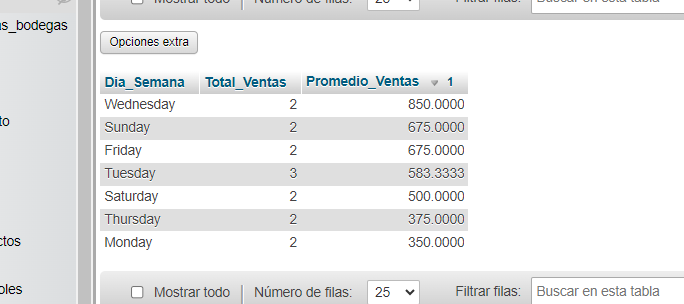 Mostrar todo Número de filas: 25 Filtrar filas: Buscar en esta tabla
as_bodegas
Opciones extra
Dia_Semana Total_Ventas Promedio_Ventas 1
Wednesday 2 850.0000
Sunday 2 675.0000
to
Friday 2 675.0000
Tuesday 3 583.3333
Saturday 2 500.0000
Thursday 2 375.0000
ctos
Monday 2 350.0000
oles
Mostrar todo Número de filas: 25 Filtrar filas: Buscar en esta tabla